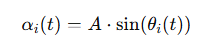 αᵢ(t) = A · sin(θᵢ(t))